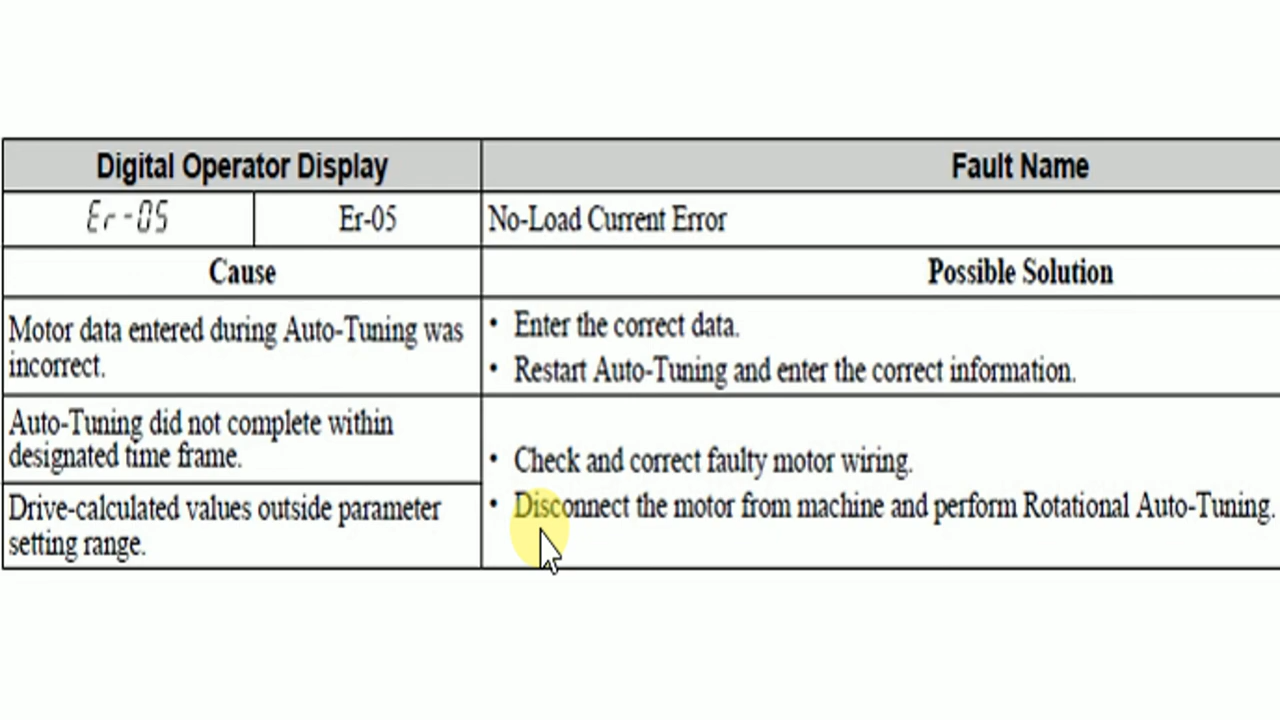 Digital Operator Display
Fault Name
Er-05
Er-05
No-Load Current Error
Cause
Possible Solution
Motor data entered during Auto-Tuning was
incorrect.
• Enter the correct data.
• Restart Auto-Tuning and enter the correct information.
Auto-Tuning did not complete within
designated time frame.
Drive-calculated values outside parameter
setting range.
• Check and correct faulty motor wiring.
• Disconnect the motor from machine and perform Rotational Auto-Tuning.